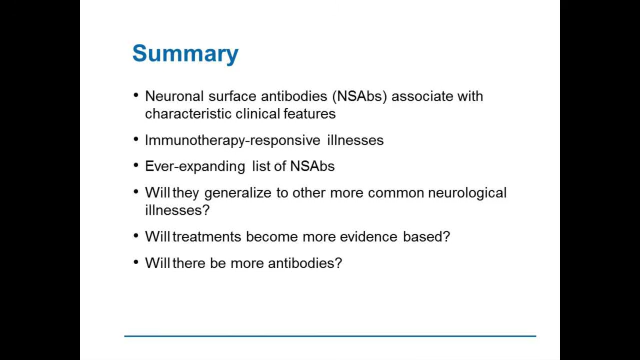 Summary
• Neuronal surface antibodies (NSAbs) associate with
characteristic clinical features
• Immunotherapy-responsive illnesses
• Ever-expanding list of NSAbs
• Will they generalize to other more common neurological
illnesses?
• Will treatments become more evidence based?
• Will there be more antibodies?